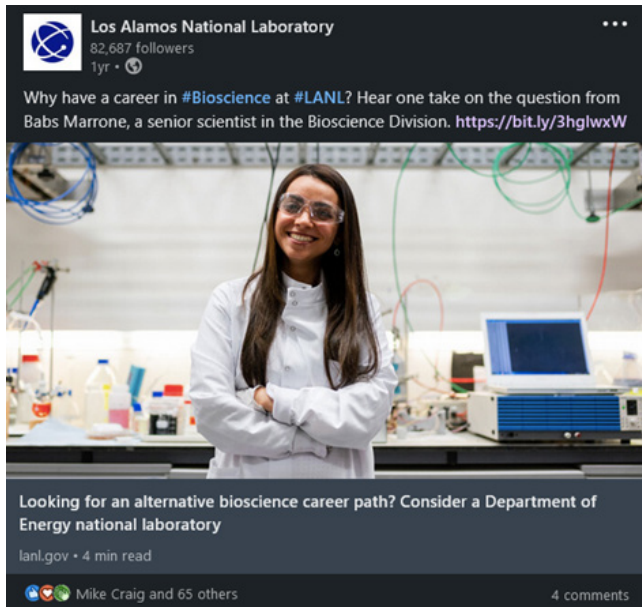 Los Alamos National Laboratory
82,687 followers
1yr •
Why have a career in #Bioscience at #LANL? Hear one take on the question from
Babs Marrone, a senior scientist in the Bioscience Division. https://bit.ly/3hglwxW
Looking for an alternative bioscience career path? Consider a Department of
Energy national laboratory
lanl.gov • 4 min read
Mike Craig and 65 others
4 comments